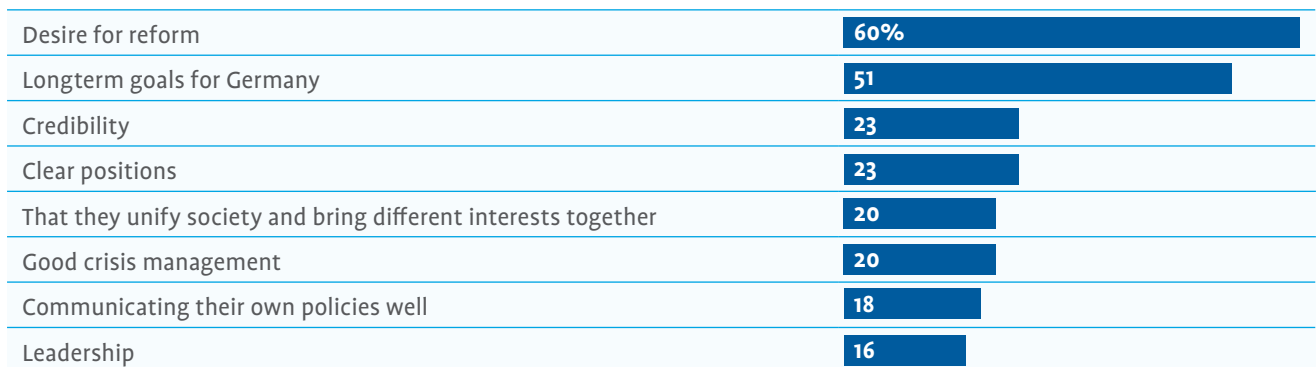 Desire for reform 60%
Longterm goals for Germany 51
Credibility 23
Clear positions 23
That they unify society and bring different interests together 20
Good crisis management 20
Communicating their own policies well 18
Leadership 16